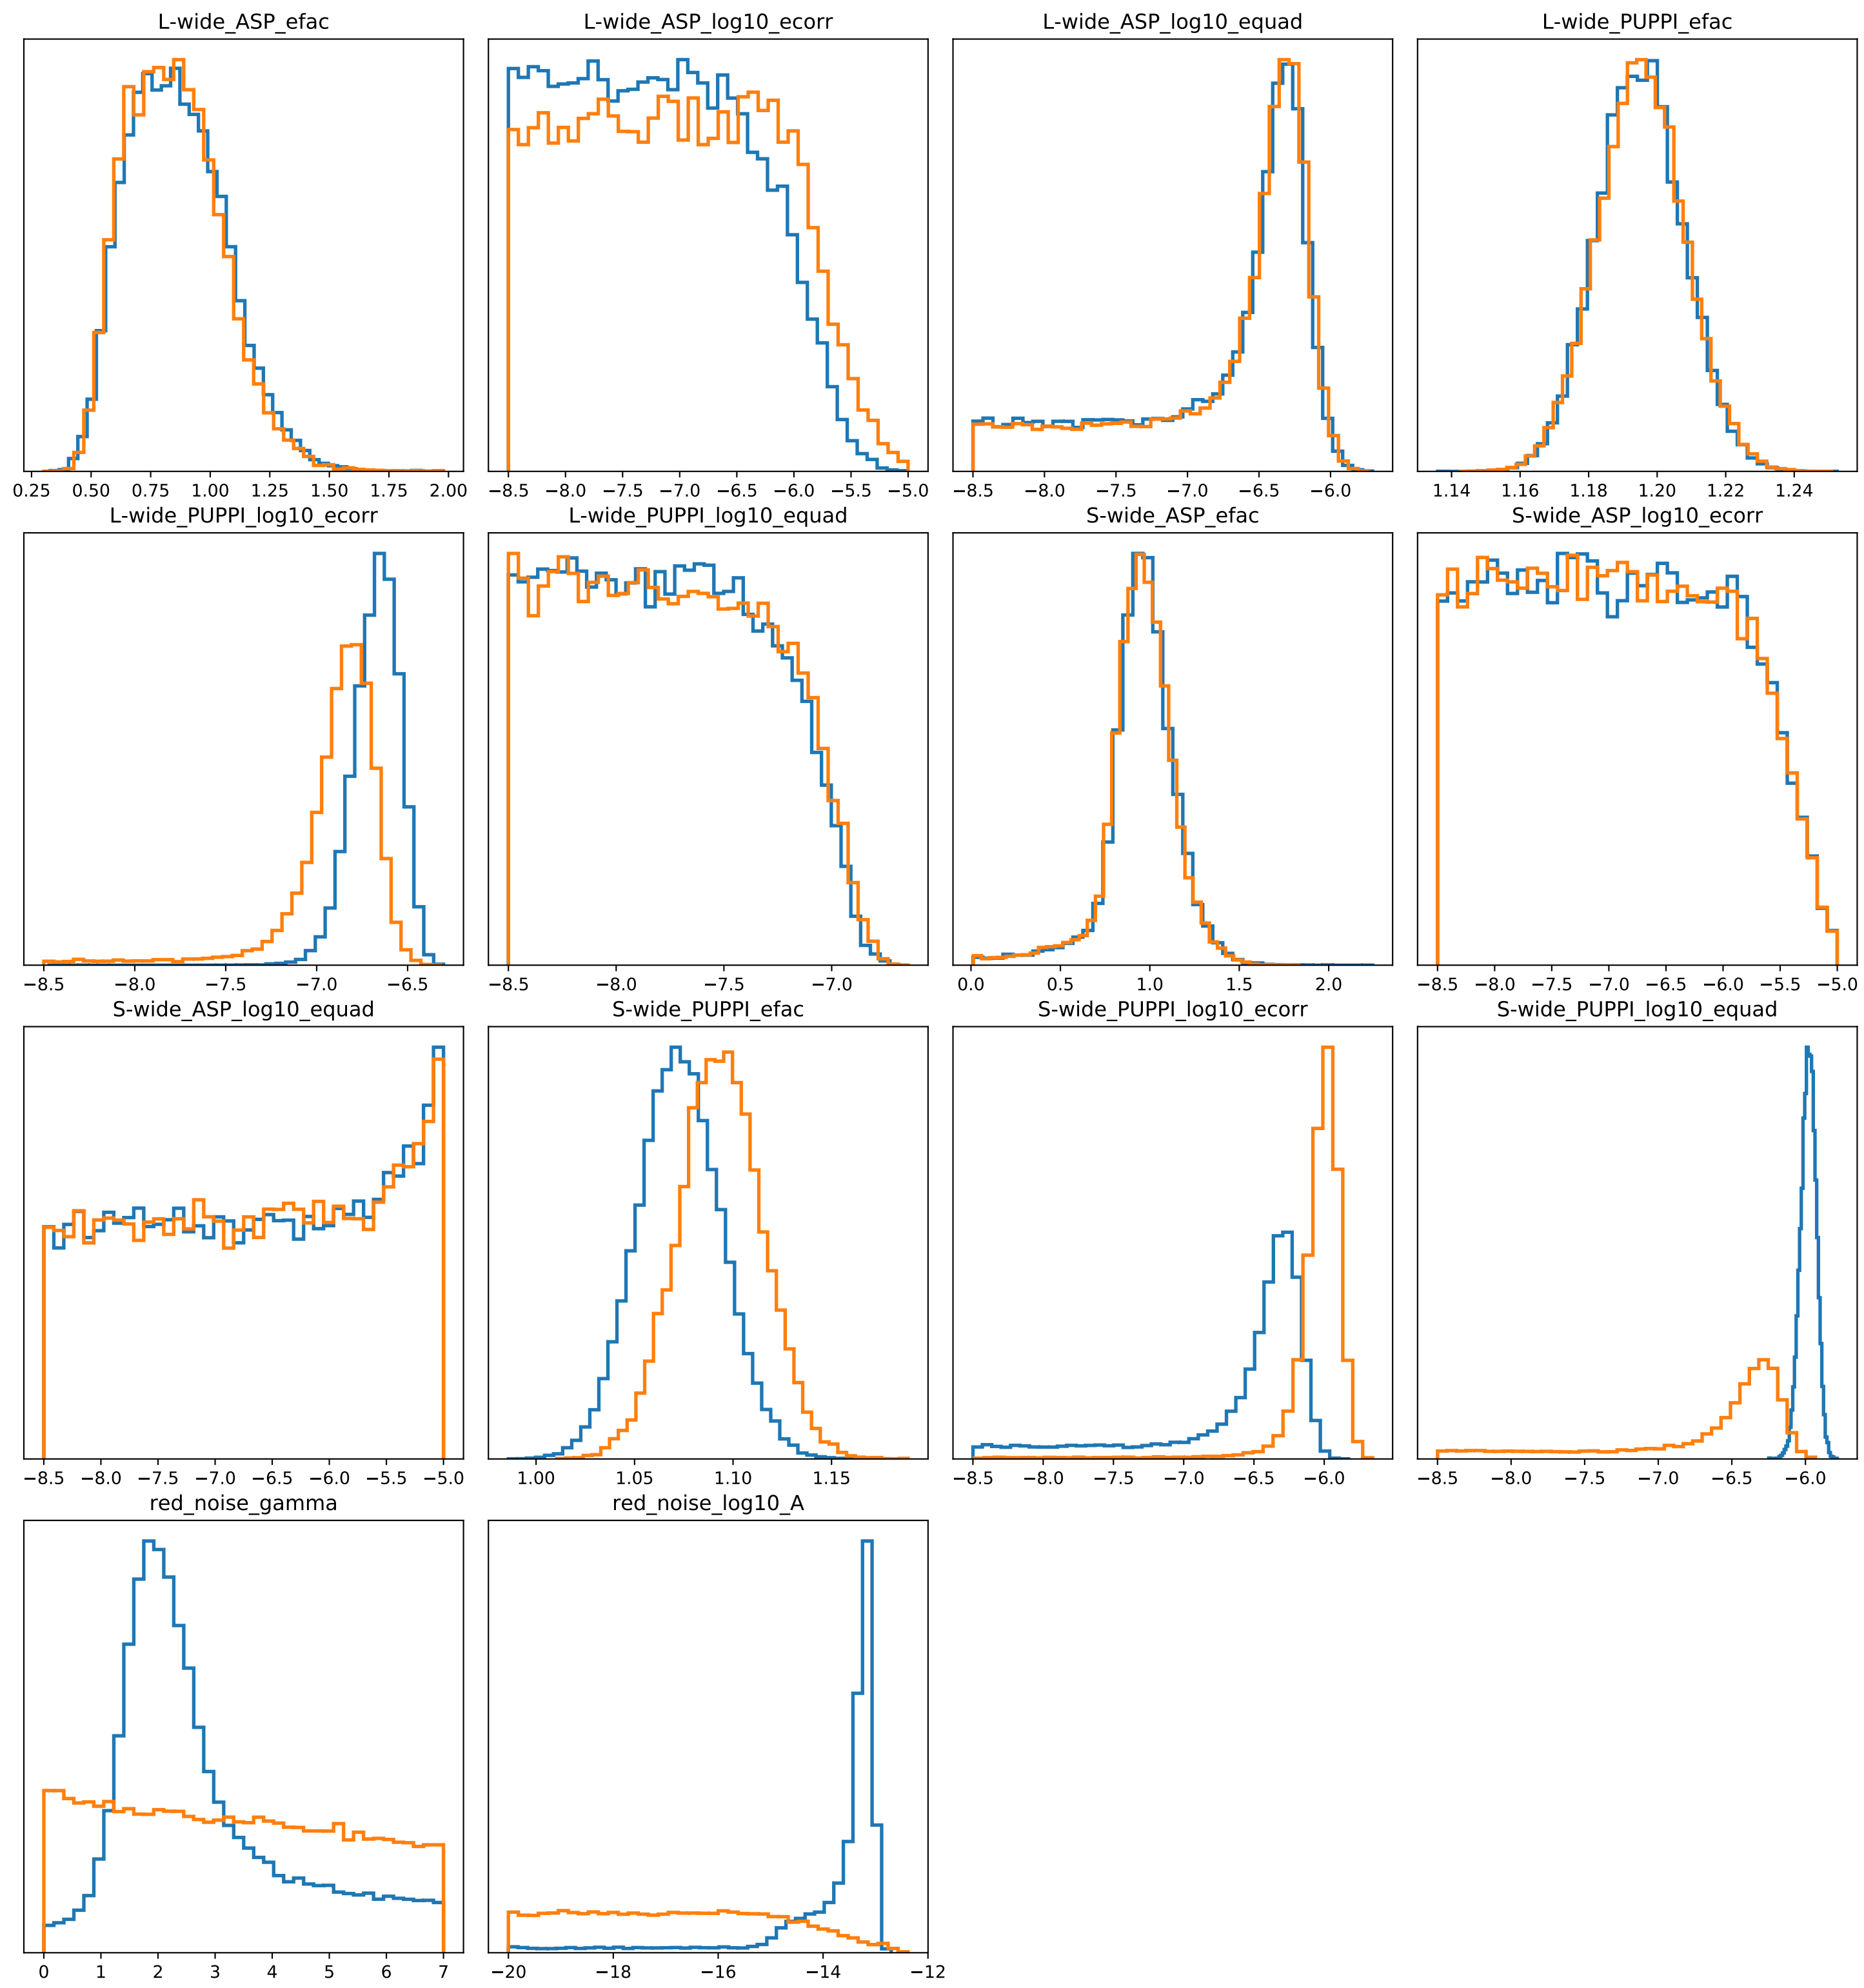 L-wide_ASP_efac L-wide_ASP_log10_ecorr L-wide_ASP_log10_equad L-wide_PUPPI_efac
0.25 0.50 0.75 1.00 1.25 1.50 1.75 2.00 −8.5 −8.0 −7.5 −7.0 −6.5 −6.0 −5.5 −5.0 −8.5 −8.0 −7.5 −7.0 −6.5 −6.0 1.14 1.16 1.18 1.20 1.22 1.24
L-wide_PUPPI_log10_ecorr L-wide_PUPPI_log10_equad S-wide_ASP_efac S-wide_ASP_log10_ecorr
−8.5 −8.0 −7.5 −7.0 −6.5 −8.5 −8.0 −7.5 −7.0 0.0 0.5 1.0 1.5 2.0 −8.5 −8.0 −7.5 −7.0 −6.5 −6.0 −5.5 −5.0
S-wide_ASP_log10_equad S-wide_PUPPI_efac S-wide_PUPPI_log10_ecorr S-wide_PUPPI_log10_equad
−8.5 −8.0 −7.5 −7.0 −6.5 −6.0 −5.5 −5.0 1.00 1.05 1.10 1.15 −8.5 −8.0 −7.5 −7.0 −6.5 −6.0 −8.5 −8.0 −7.5 −7.0 −6.5 −6.0
red_noise_gamma red_noise_log10_A
0 1 2 3 4 5 6 7 −20 −18 −16 −14 −12